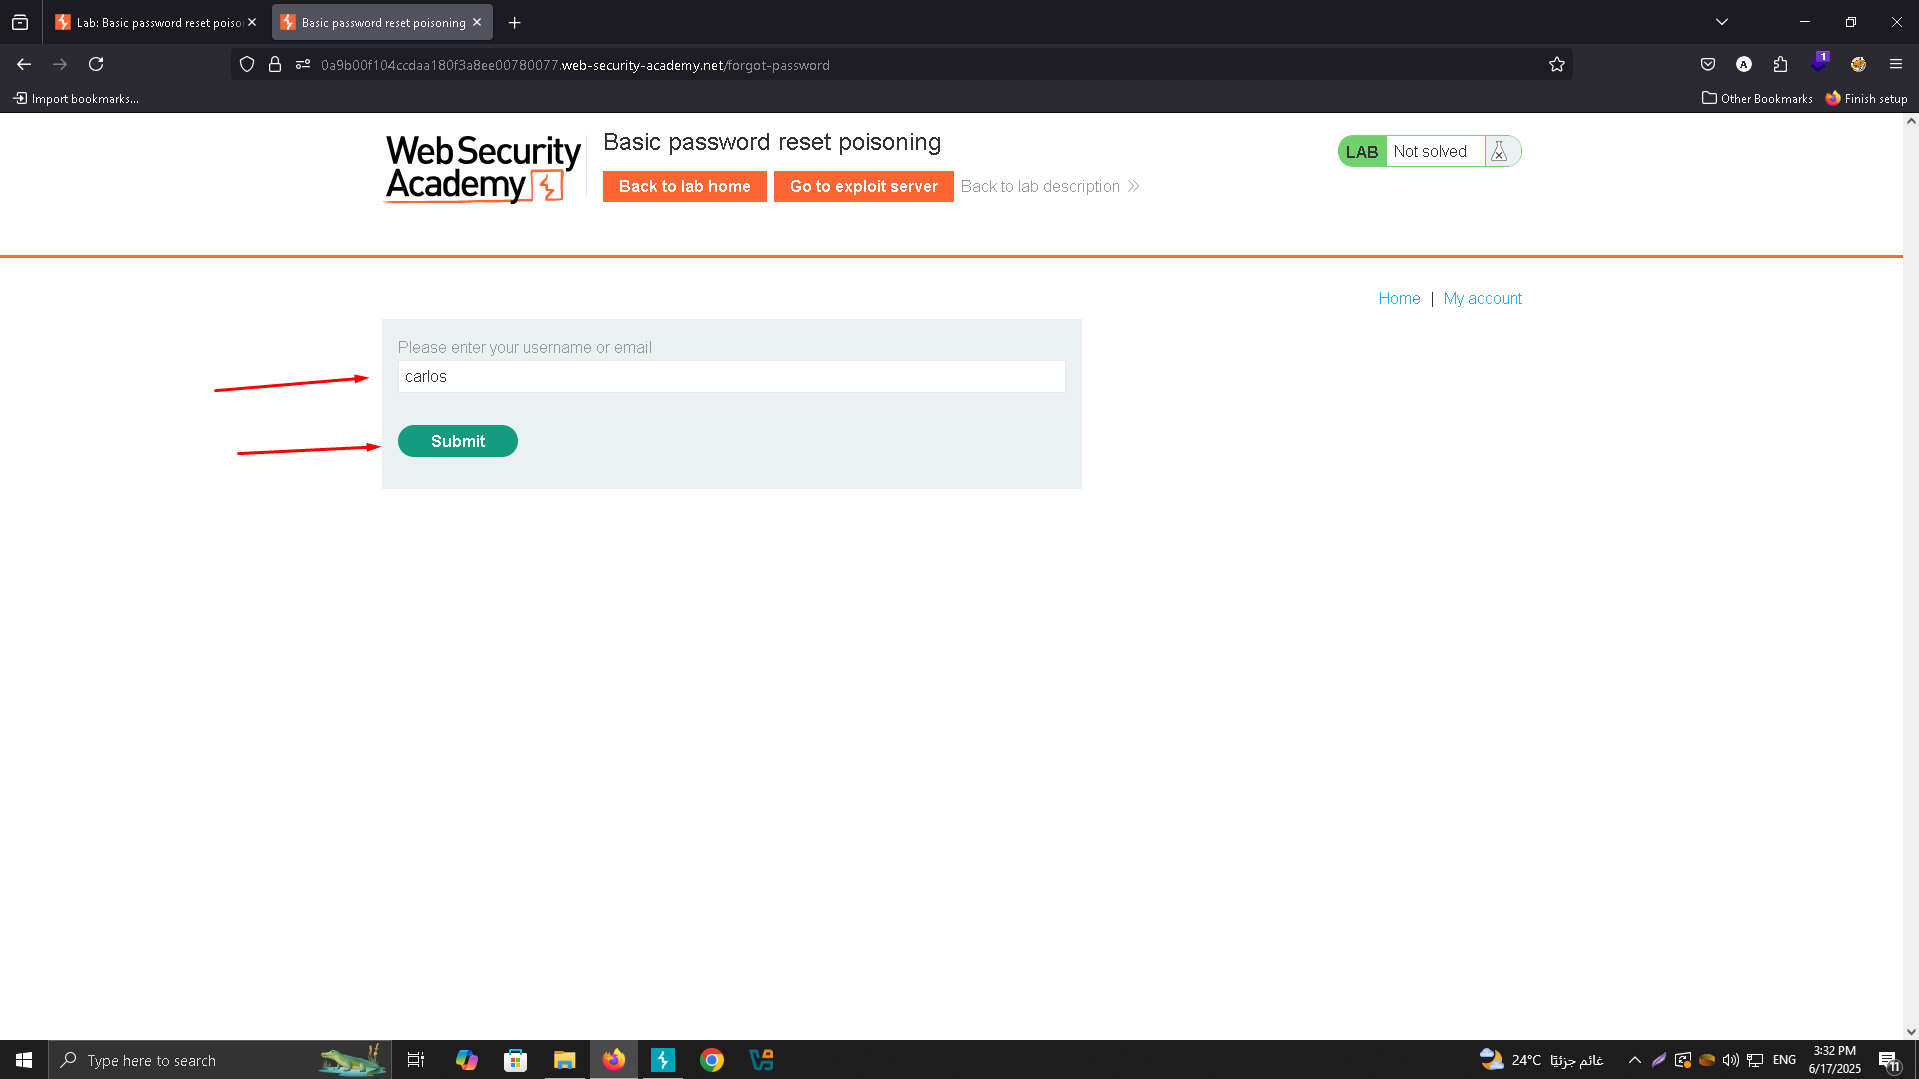 Lab: Basic password reset poiso
Basic password reset poisoning
0a9b00f104ccdaa180f3a8ee00780077.web-security-academy.net/forgot-password
A
1
Import bookmarks...
Other Bookmarks
Finish setup
WebSecurity
Academy
Basic password reset poisoning
Back to lab home
Go to exploit server
Back to lab description
LAB
Not solved
Home | My account
Please enter your username or email
carlos
Submit
Type here to search
24°C
غائم جزئيًا
ENG
3:32 PM
6/17/2025
11